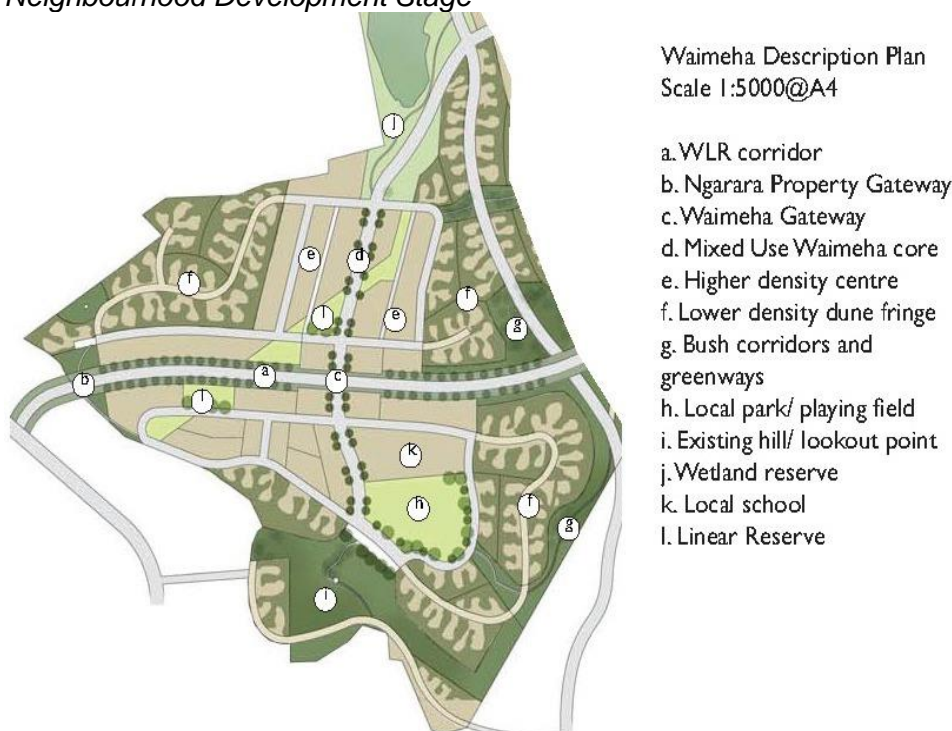 Neighbourhood Development Stage
Waimeha Description Plan
Scale 1:5000@A4
a. WLR corridor
b. Ngarara Property Gateway
c. Waimeha Gateway
d. Mixed Use Waimeha core
e. Higher density centre
f. Lower density dune fringe
g. Bush corridors and
greenways
h. Local park/ playing field
i. Existing hill/ lookout point
j. Wetland reserve
k. Local school
l. Linear Reserve
j
e
d
f
f
l
e
g
b
a
c
l
k
h
f
g
i